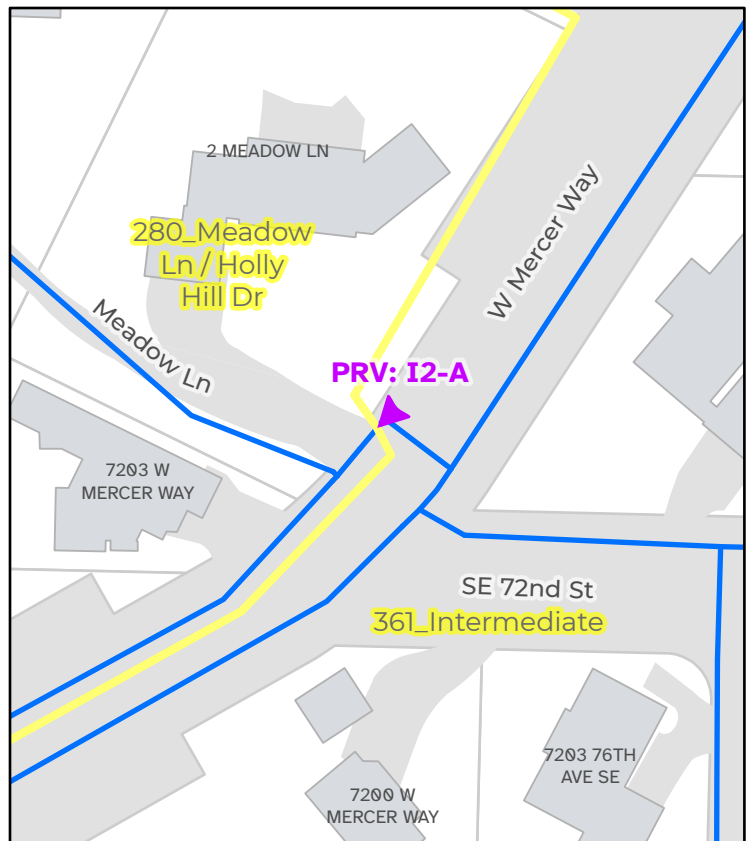 2 MEADOW LN
280_Meadow
Ln / Holly
Hill Dr
W Mercer Way
Meadow Ln
PRV: I2-A
7203 W
MERCER WAY
SE 72nd St
361_Intermediate
7203 76TH
AVE SE
7200 W
MERCER WAY